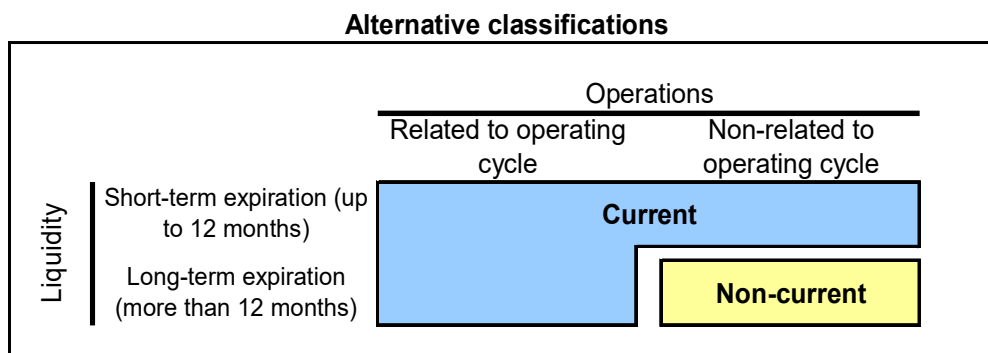 Alternative classifications
Operations
Related to operating
cycle
Non-related to
operating cycle
Liquidity
Short-term expiration (up
to 12 months)
Current
Long-term expiration
(more than 12 months)
Non-current